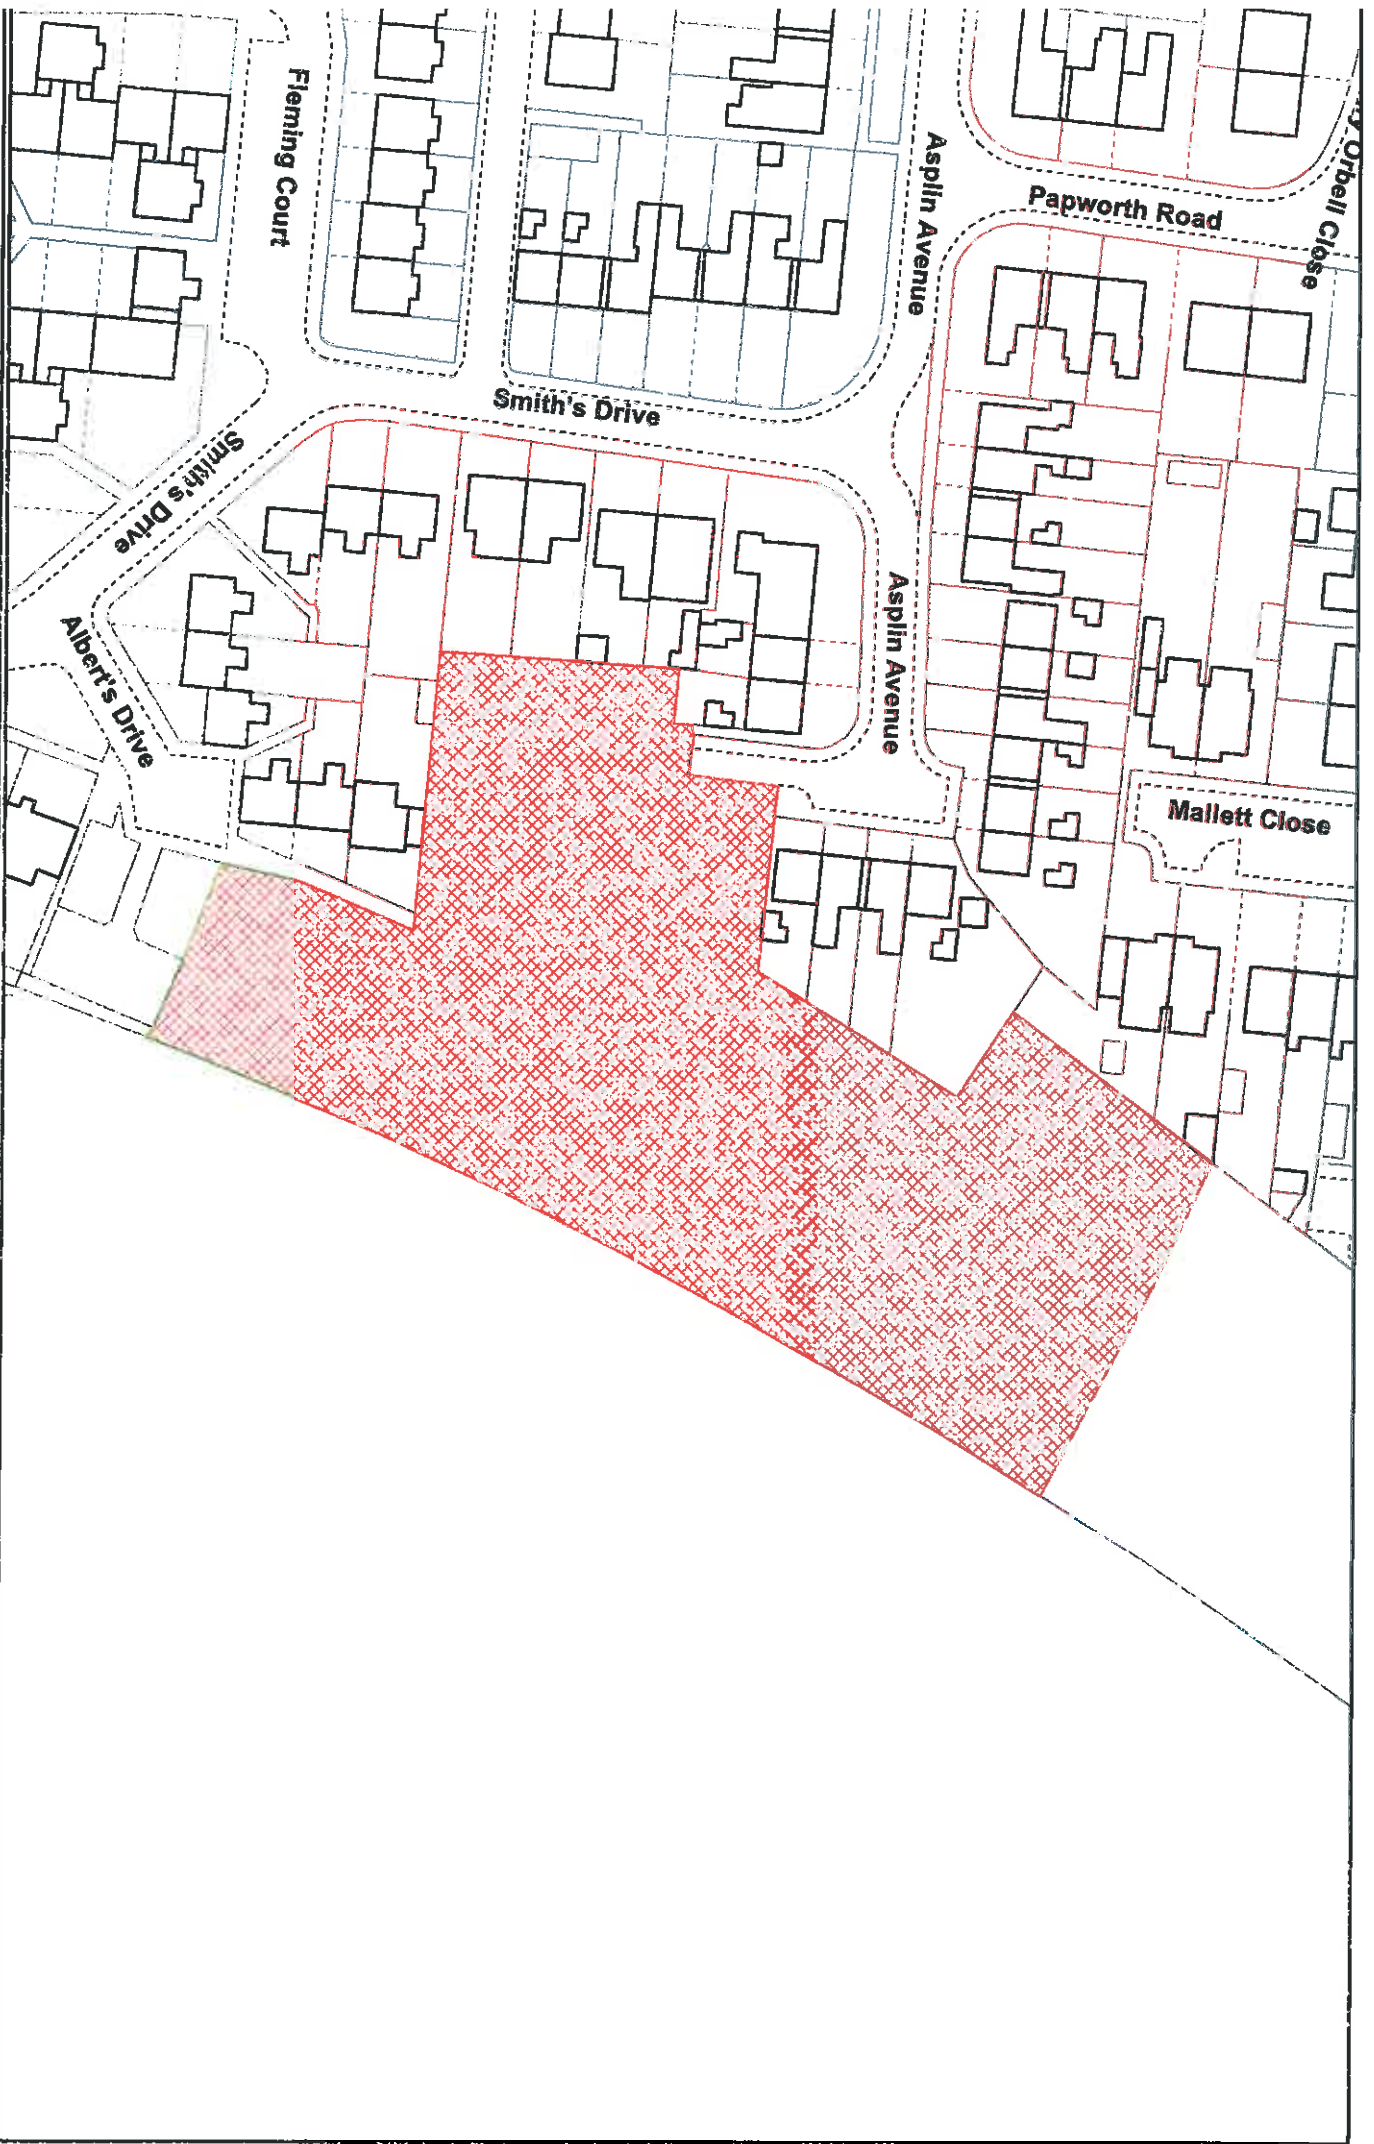 Fleming Court
Asplin Avenue
Papworth Road
Orbell Close
Smith's Drive
Smith's Drive
Albert's Drive
Asplin Avenue
Mallett Close